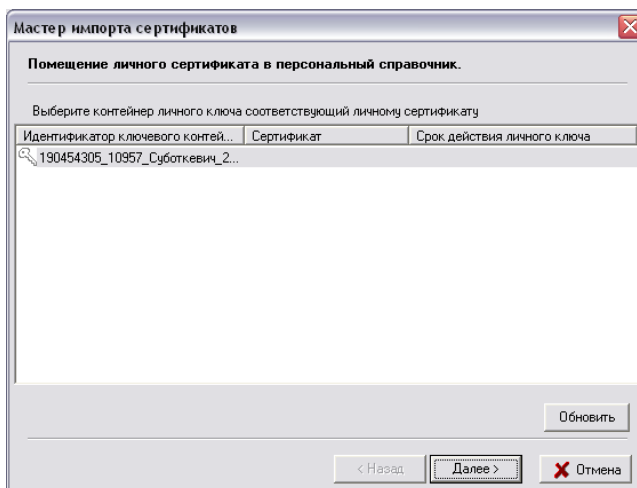 Мастер импорта сертификатов
Помещение личного сертификата в персональный справочник.
Выберите контейнер личного ключа соответствующий личному сертификату
Идентификатор ключевого контей... Сертификат Срок действия личного ключа
190454305_10957_Суботкевич_2...
Обновить
< Назад Далее > Отмена